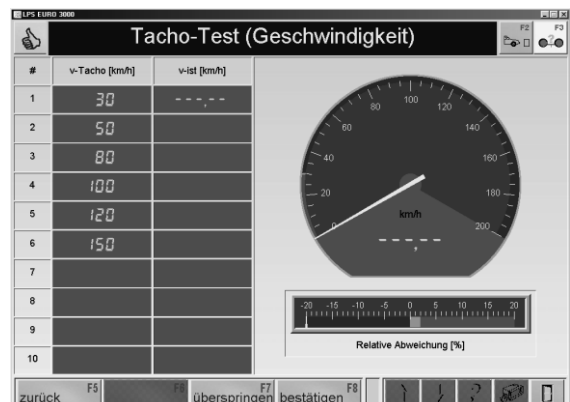 LPS EURO 3000
Tacho-Test (Geschwindigkeit)
F2
F3
# v-Tacho [km/h] v-ist [km/h]
1 30 ---,--
2 50
3 80
4 100
5 120
6 150
7
8
9
10
0 20 40 60 80 100 120 140 160 180 200
km/h
-----,
-20 -15 -10 -5 0 5 10 15 20
Relative Abweichung [%]
F5 F6 F7 F8
zurück überspringen bestätigen